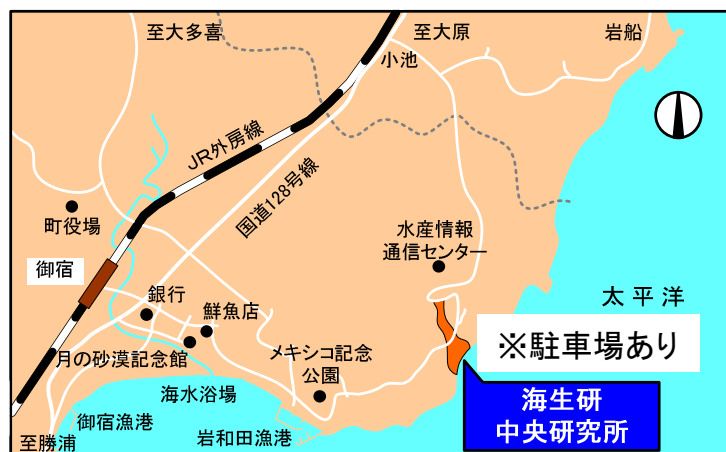 至大多喜
至大原
岩船
小池
JR外房線
国道128号線
町役場
水産情報
通信センター
御宿
太平洋
銀行
鮮魚店
※駐車場あり
月の砂漠記念館
メキシコ記念
公園
海水浴場
海生研
中央研究所
御宿漁港
岩和田漁港
至勝浦